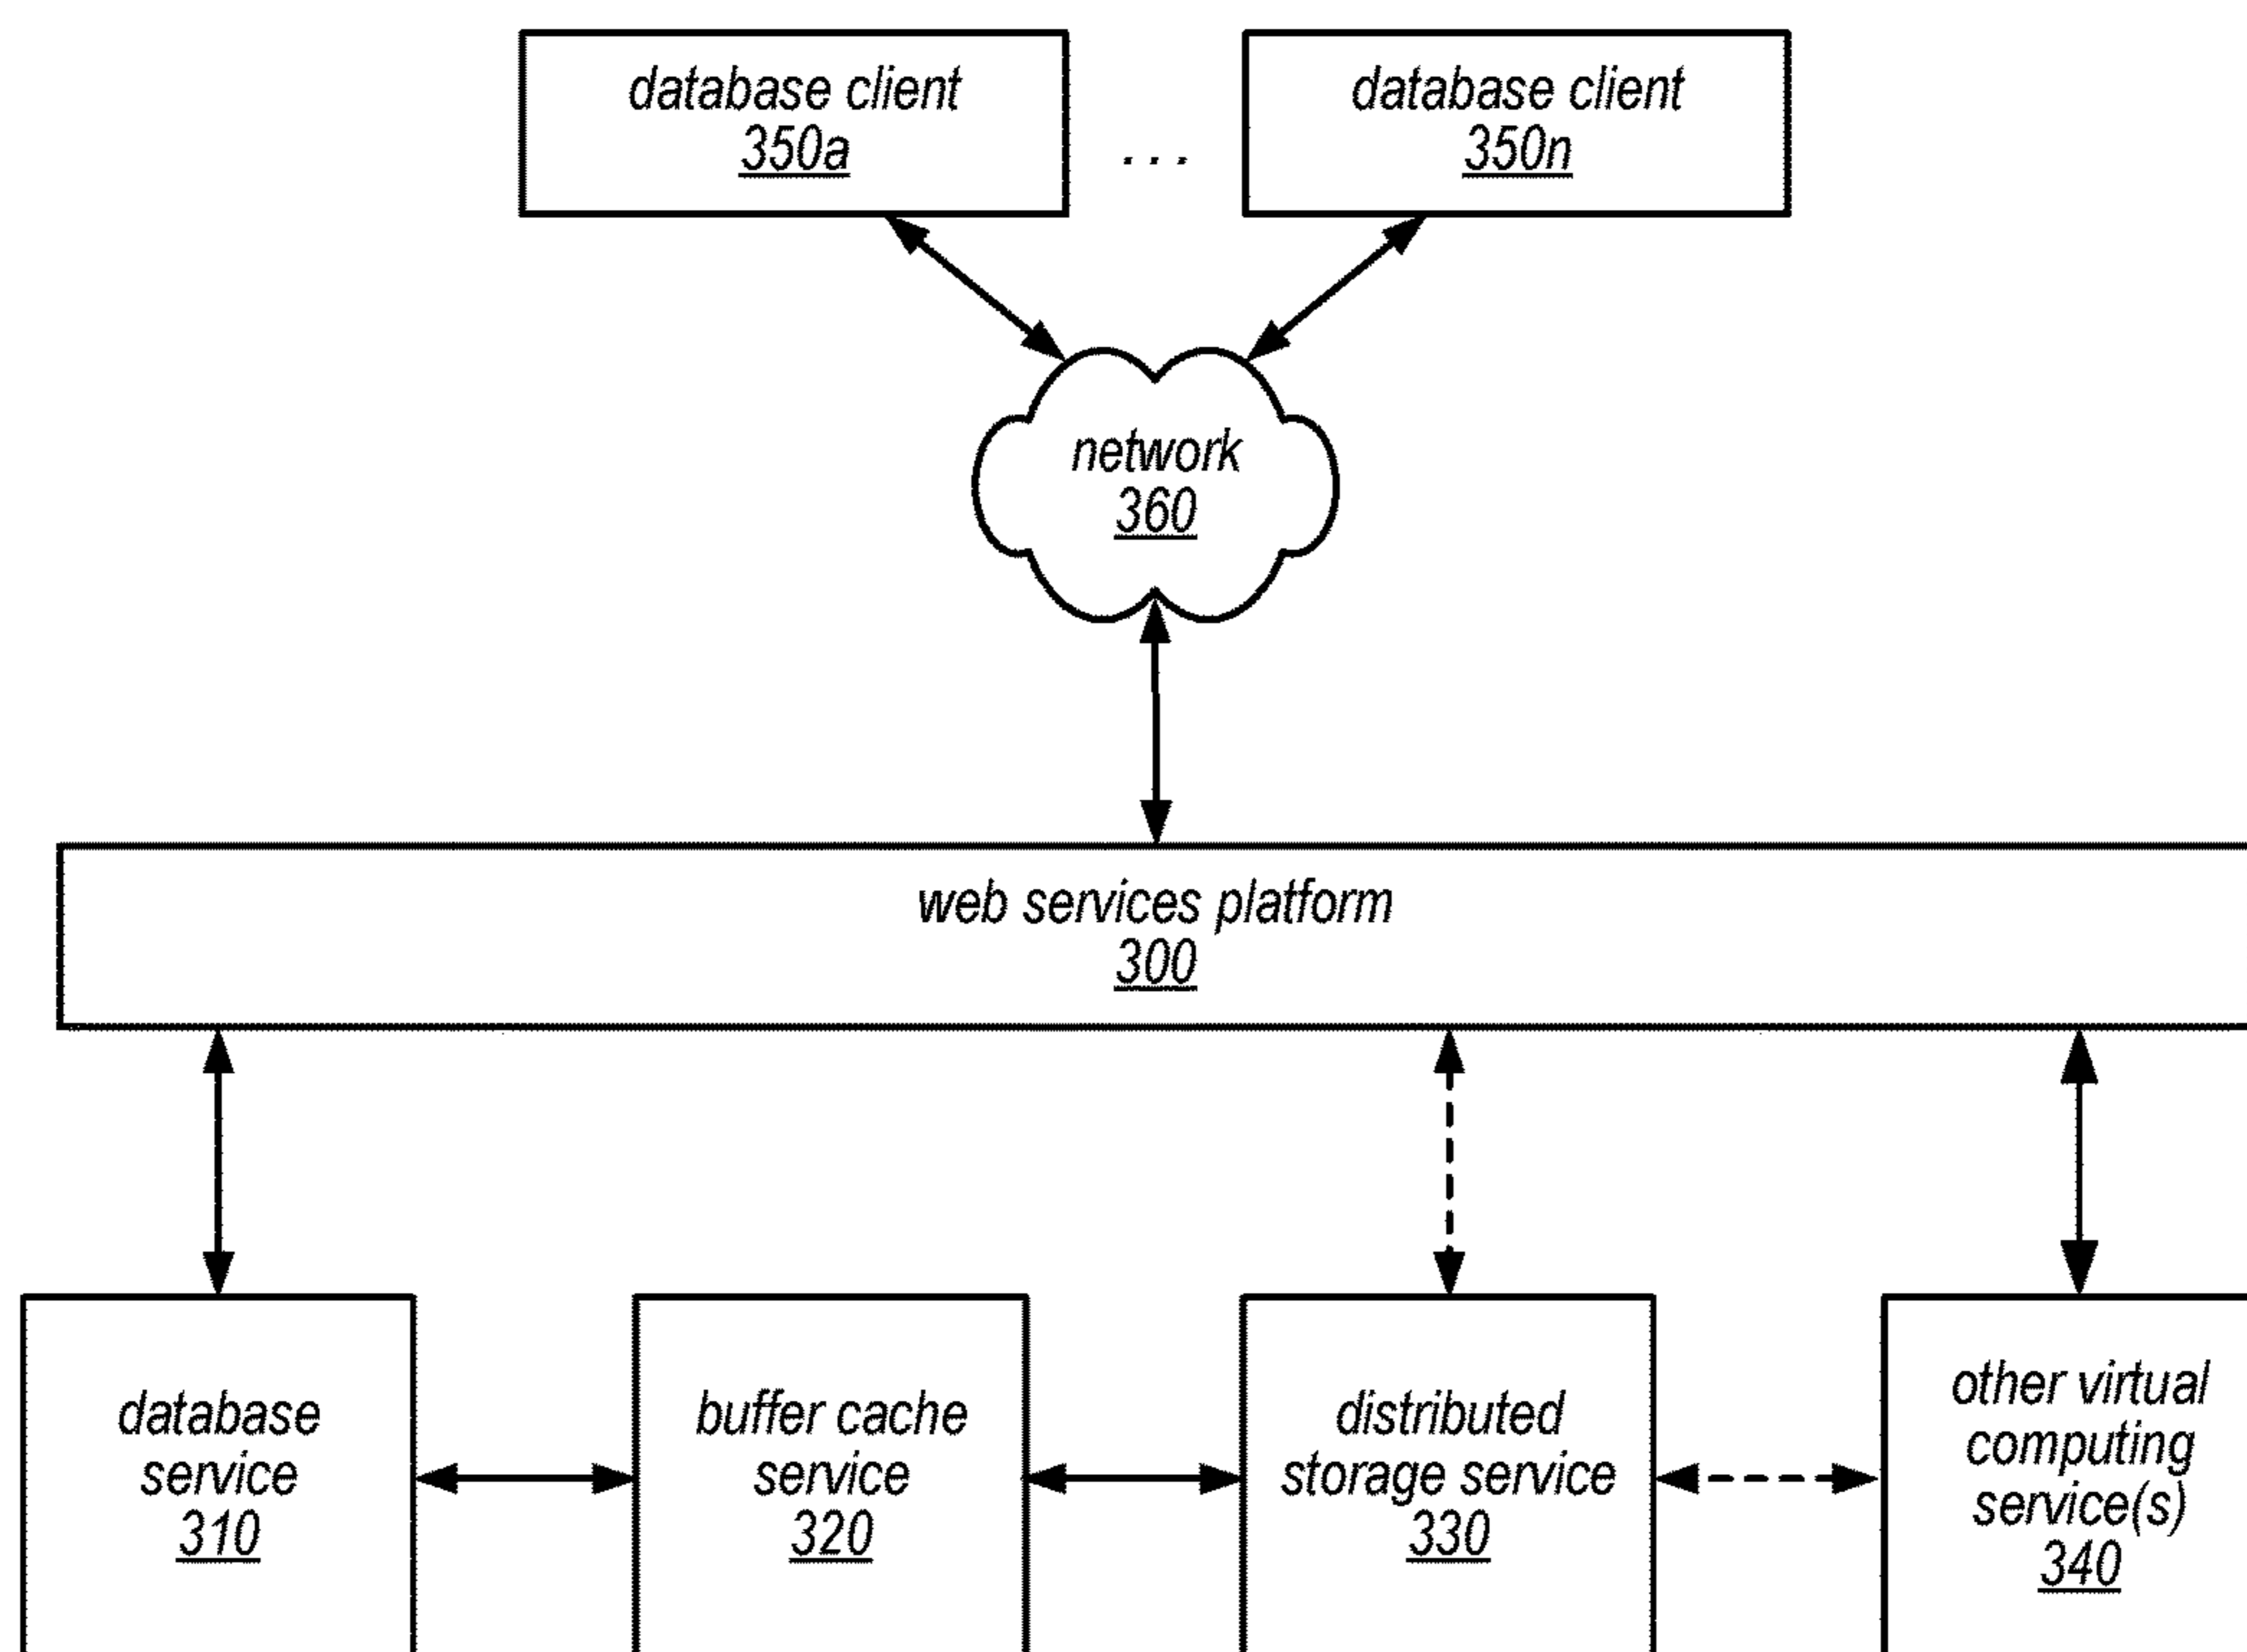 database client
350a
. . .
database client
350n
network
360
web services platform
300
database
service
310
buffer cache
service
320
distributed
storage service
330
other virtual
computing
service(s)
340